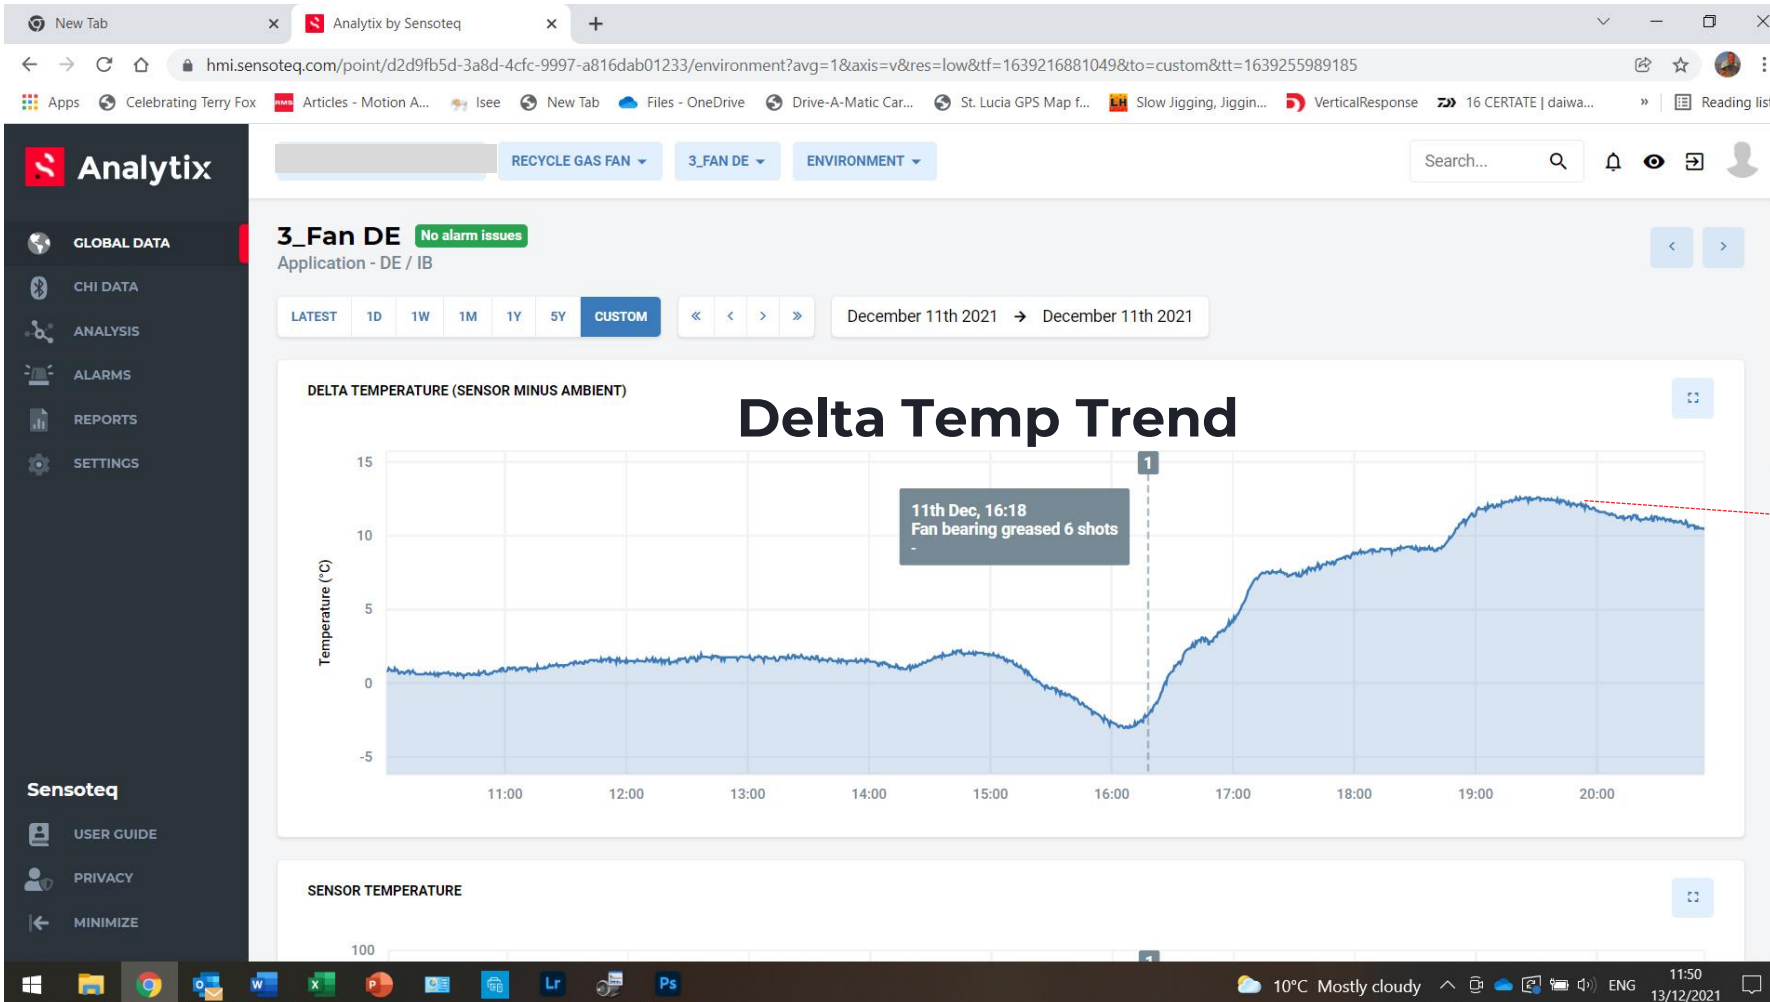 New Tab
Analytix by Sensoteq
hmi.sensoteq.com/point/d2d9fb5d-3a8d-4cfc-9997-a816dab01233/environment?avg=1&axis=v&res=low&tf=1639216881049&to=custom&tt=1639255989185
Apps Celebrating Terry Fox Articles - Motion A... Isee New Tab Files - OneDrive Drive-A-Matic Car... St. Lucia GPS Map f... Slow Jigging, Jiggin... VerticalResponse 16 CERTATE | daiwa... » Reading list
Analytix
RECYCLE GAS FAN 3_FAN DE ENVIRONMENT
Search...
GLOBAL DATA
CHI DATA
ANALYSIS
ALARMS
REPORTS
SETTINGS
3_Fan DE No alarm issues
Application - DE / IB
LATEST 1D 1W 1M 1Y 5Y CUSTOM « < > » December 11th 2021 → December 11th 2021
DELTA TEMPERATURE (SENSOR MINUS AMBIENT)
Delta Temp Trend
1
11th Dec, 16:18
Fan bearing greased 6 shots
-
Temperature (°C)
15
10
5
0
-5
11:00 12:00 13:00 14:00 15:00 16:00 17:00 18:00 19:00 20:00
SENSOR TEMPERATURE
100
1
Sensoteq
USER GUIDE
PRIVACY
MINIMIZE
10°C Mostly cloudy ENG
11:50
13/12/2021